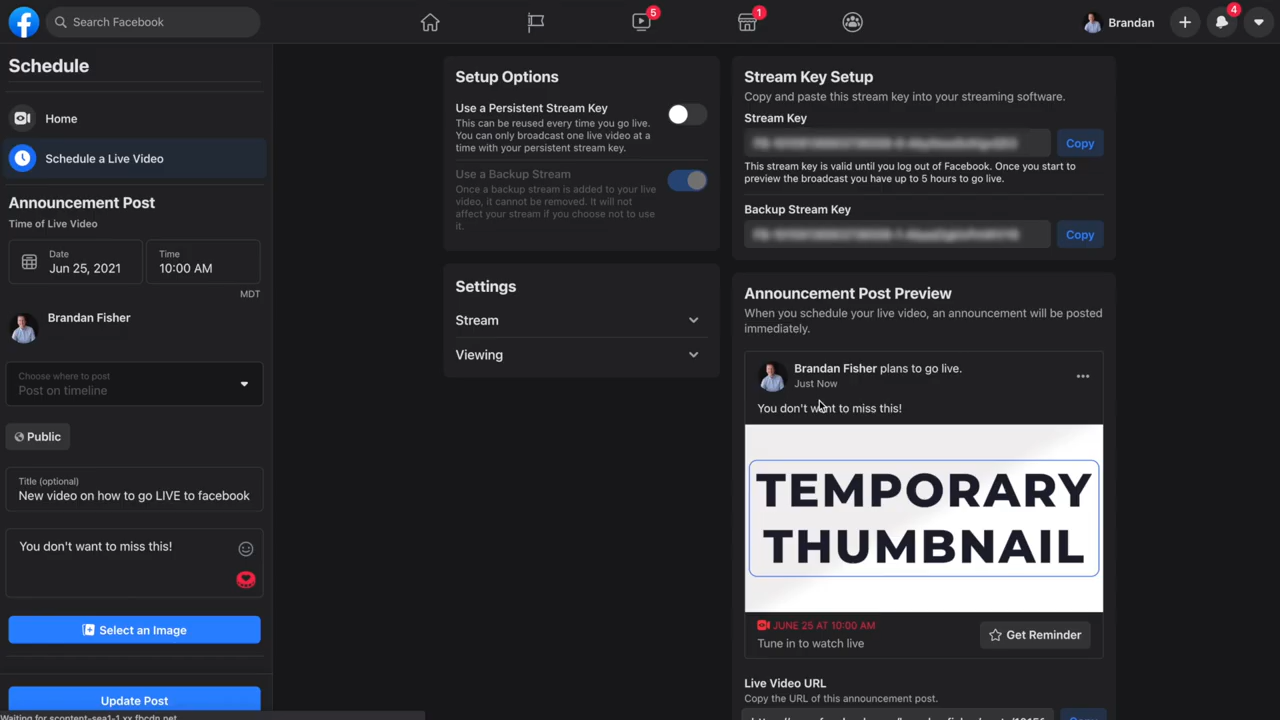 Search Facebook
5
1
Brandan
4
Schedule
Home
Schedule a Live Video
Announcement Post
Time of Live Video
Date
Jun 25, 2021
Time
10:00 AM
MDT
Brandan Fisher
Choose where to post
Post on timeline
Public
Title (optional)
New video on how to go LIVE to facebook
You don't want to miss this!
Select an Image
Update Post
Setup Options
Use a Persistent Stream Key
This can be reused every time you go live.
You can only broadcast one live video at a
time with your persistent stream key.
Use a Backup Stream
Once a backup stream is added to your live
video, it cannot be removed. It will not
affect your stream if you choose not to use
it.
Settings
Stream
Viewing
Stream Key Setup
Copy and paste this stream key into your streaming software.
Stream Key
Copy
This stream key is valid until you log out of Facebook. Once you start to
preview the broadcast you have up to 5 hours to go live.
Backup Stream Key
Copy
Announcement Post Preview
When you schedule your live video, an announcement will be posted
immediately.
Brandan Fisher plans to go live.
Just Now
You don't want to miss this!
TEMPORARY
THUMBNAIL
JUNE 25 AT 10:00 AM
Tune in to watch live
Get Reminder
Live Video URL
Copy the URL of this announcement post.